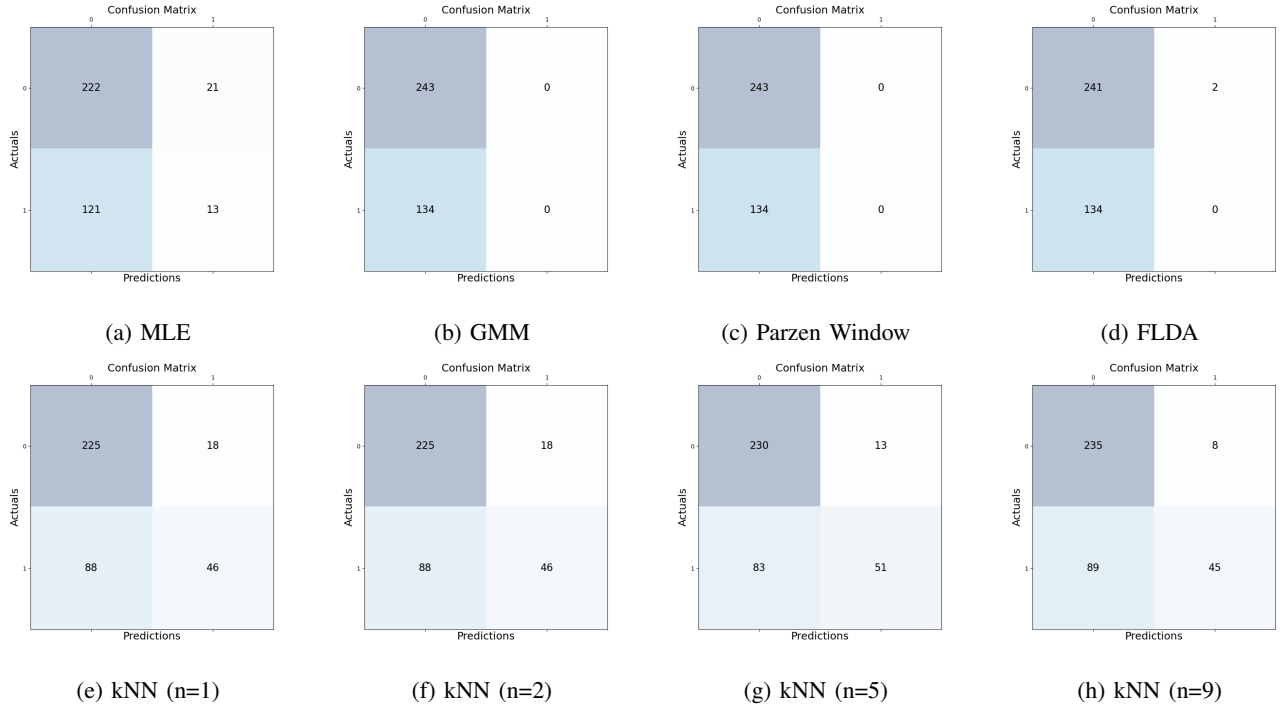 Confusion Matrix
0 1
0 222 21
Actuals
1 121 13
Predictions
(a) MLE
Confusion Matrix
0 1
0 243 0
Actuals
1 134 0
Predictions
(b) GMM
Confusion Matrix
0 1
0 243 0
Actuals
1 134 0
Predictions
(c) Parzen Window
Confusion Matrix
0 1
0 241 2
Actuals
1 134 0
Predictions
(d) FLDA
Confusion Matrix
0 1
0 225 18
Actuals
1 88 46
Predictions
(e) kNN (n=1)
Confusion Matrix
0 1
0 225 18
Actuals
1 88 46
Predictions
(f) kNN (n=2)
Confusion Matrix
0 1
0 230 13
Actuals
1 83 51
Predictions
(g) kNN (n=5)
Confusion Matrix
0 1
0 235 8
Actuals
1 89 45
Predictions
(h) kNN (n=9)